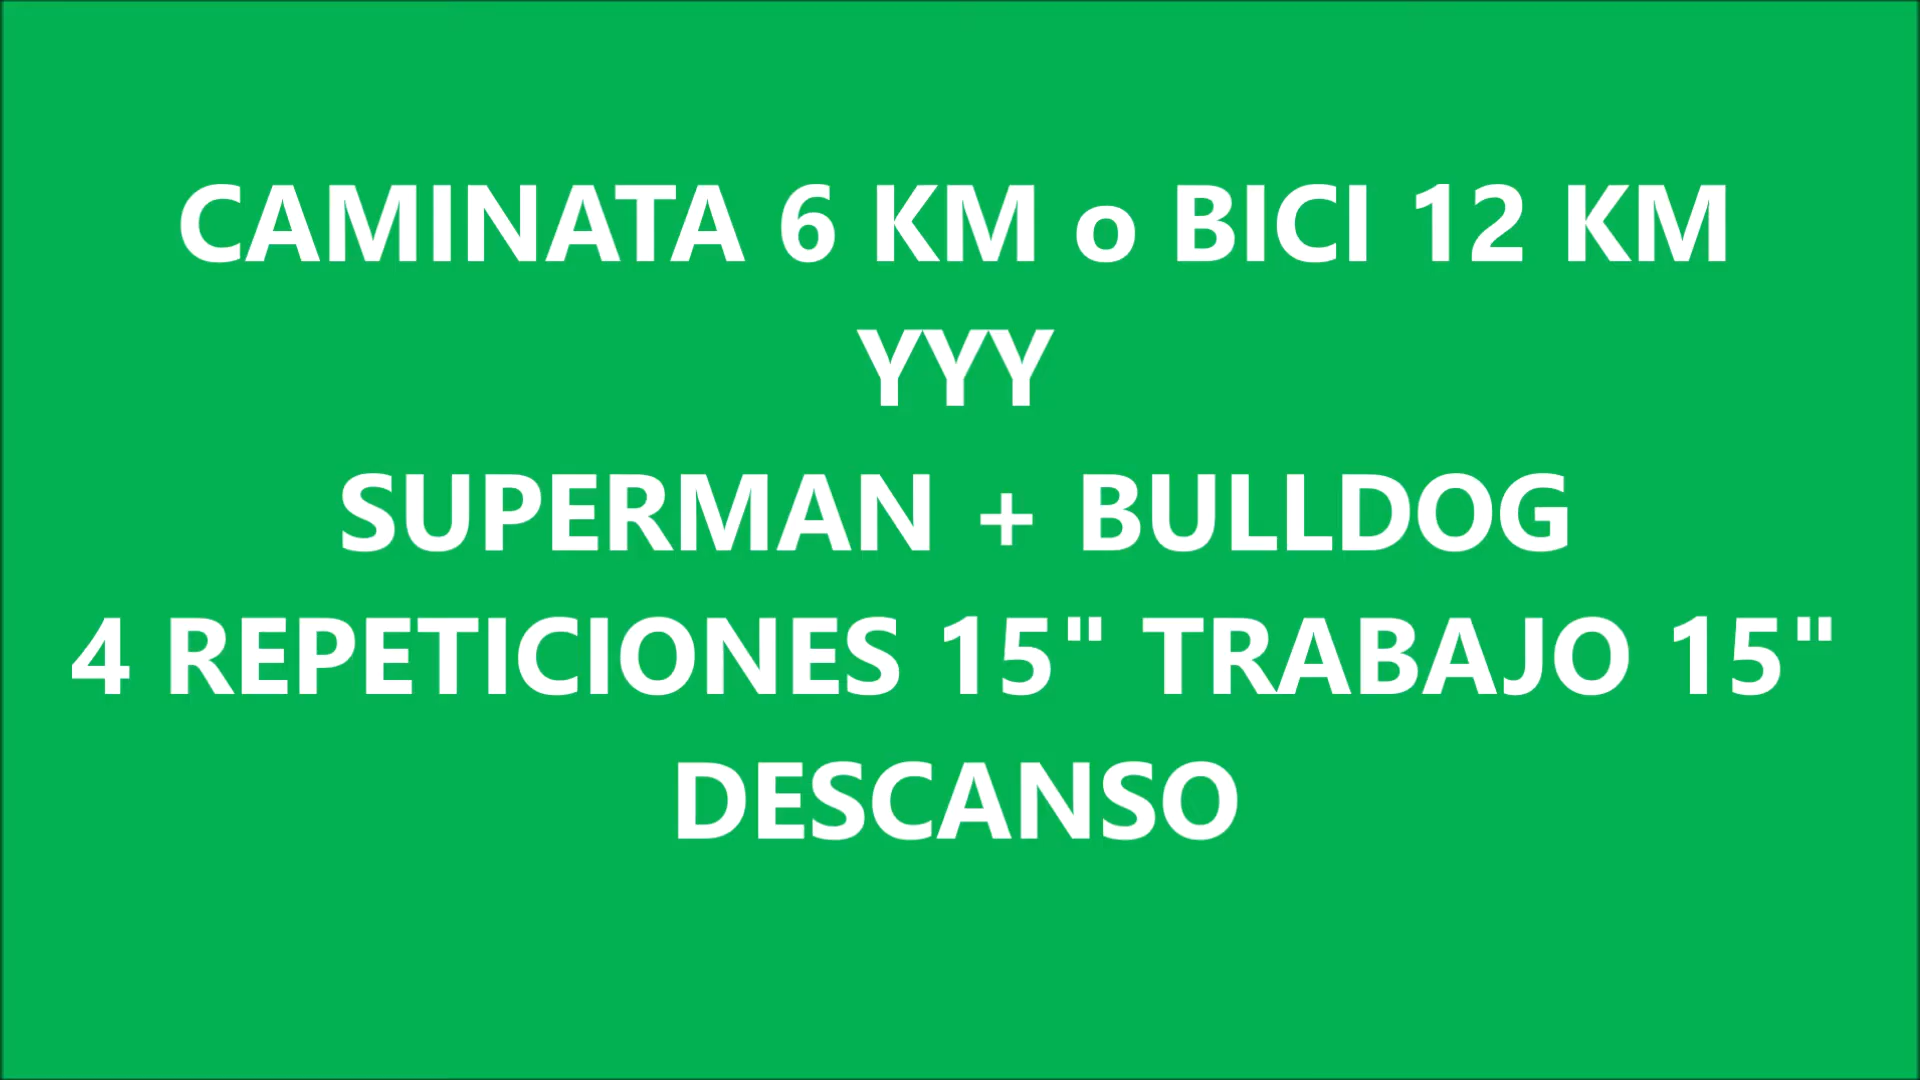 CAMINATA 6 KM o BICI 12 KM
YYY
SUPERMAN + BULLDOG
4 REPETICIONES 15" TRABAJO 15"
DESCANSO